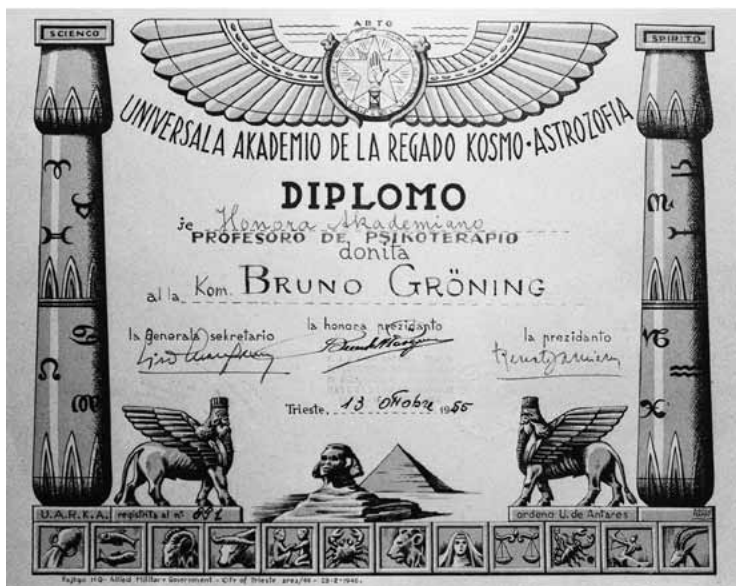 ARTO
SCIENCO
SPIRITO
UNIVERSALA AKADEMIO DE LA REGADO KOSMO-ASTROZOFIA
DIPLOMO
je Honora Akademiano
PROFESORO DE PSIKOTERAPIO
donita
al la Kom. BRUNO GRÖNING
la Generala sekretario
la honora prezidanto
la prezidanto
Trieste, 13 Ottobre 1955
U.A.R.K.A. registrita al nº
ordeno U. de Antares
HQ - Allied Military Government - City of Trieste